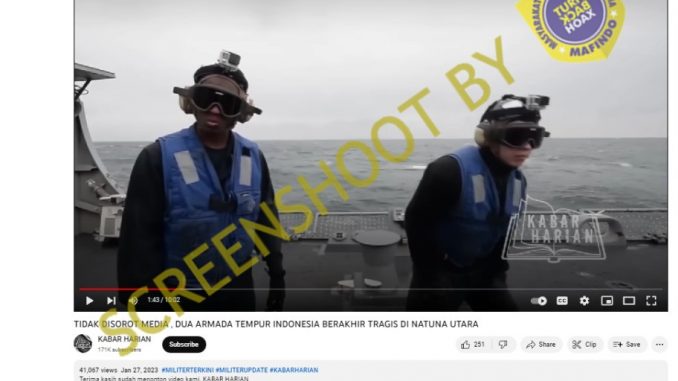 MASYARAKAT
TURN
BACK
HOAX
MAFINDO
SCREENSHOOT BY
KABAR
HARIAN
1:43 / 10:02
CC
TIDAK DISOROT MEDIA , DUA ARMADA TEMPUR INDONESIA BERAKHIR TRAGIS DI NATUNA UTARA
KABAR HARIAN
171K subscribers
Subscribe
251
Share
Clip
Save
41,067 views Jan 27, 2023 #MILITERTERKINI #MILITERUPDATE #KABARHARIAN
Terima kasih sudah menonton video kami, KABAR HARIAN